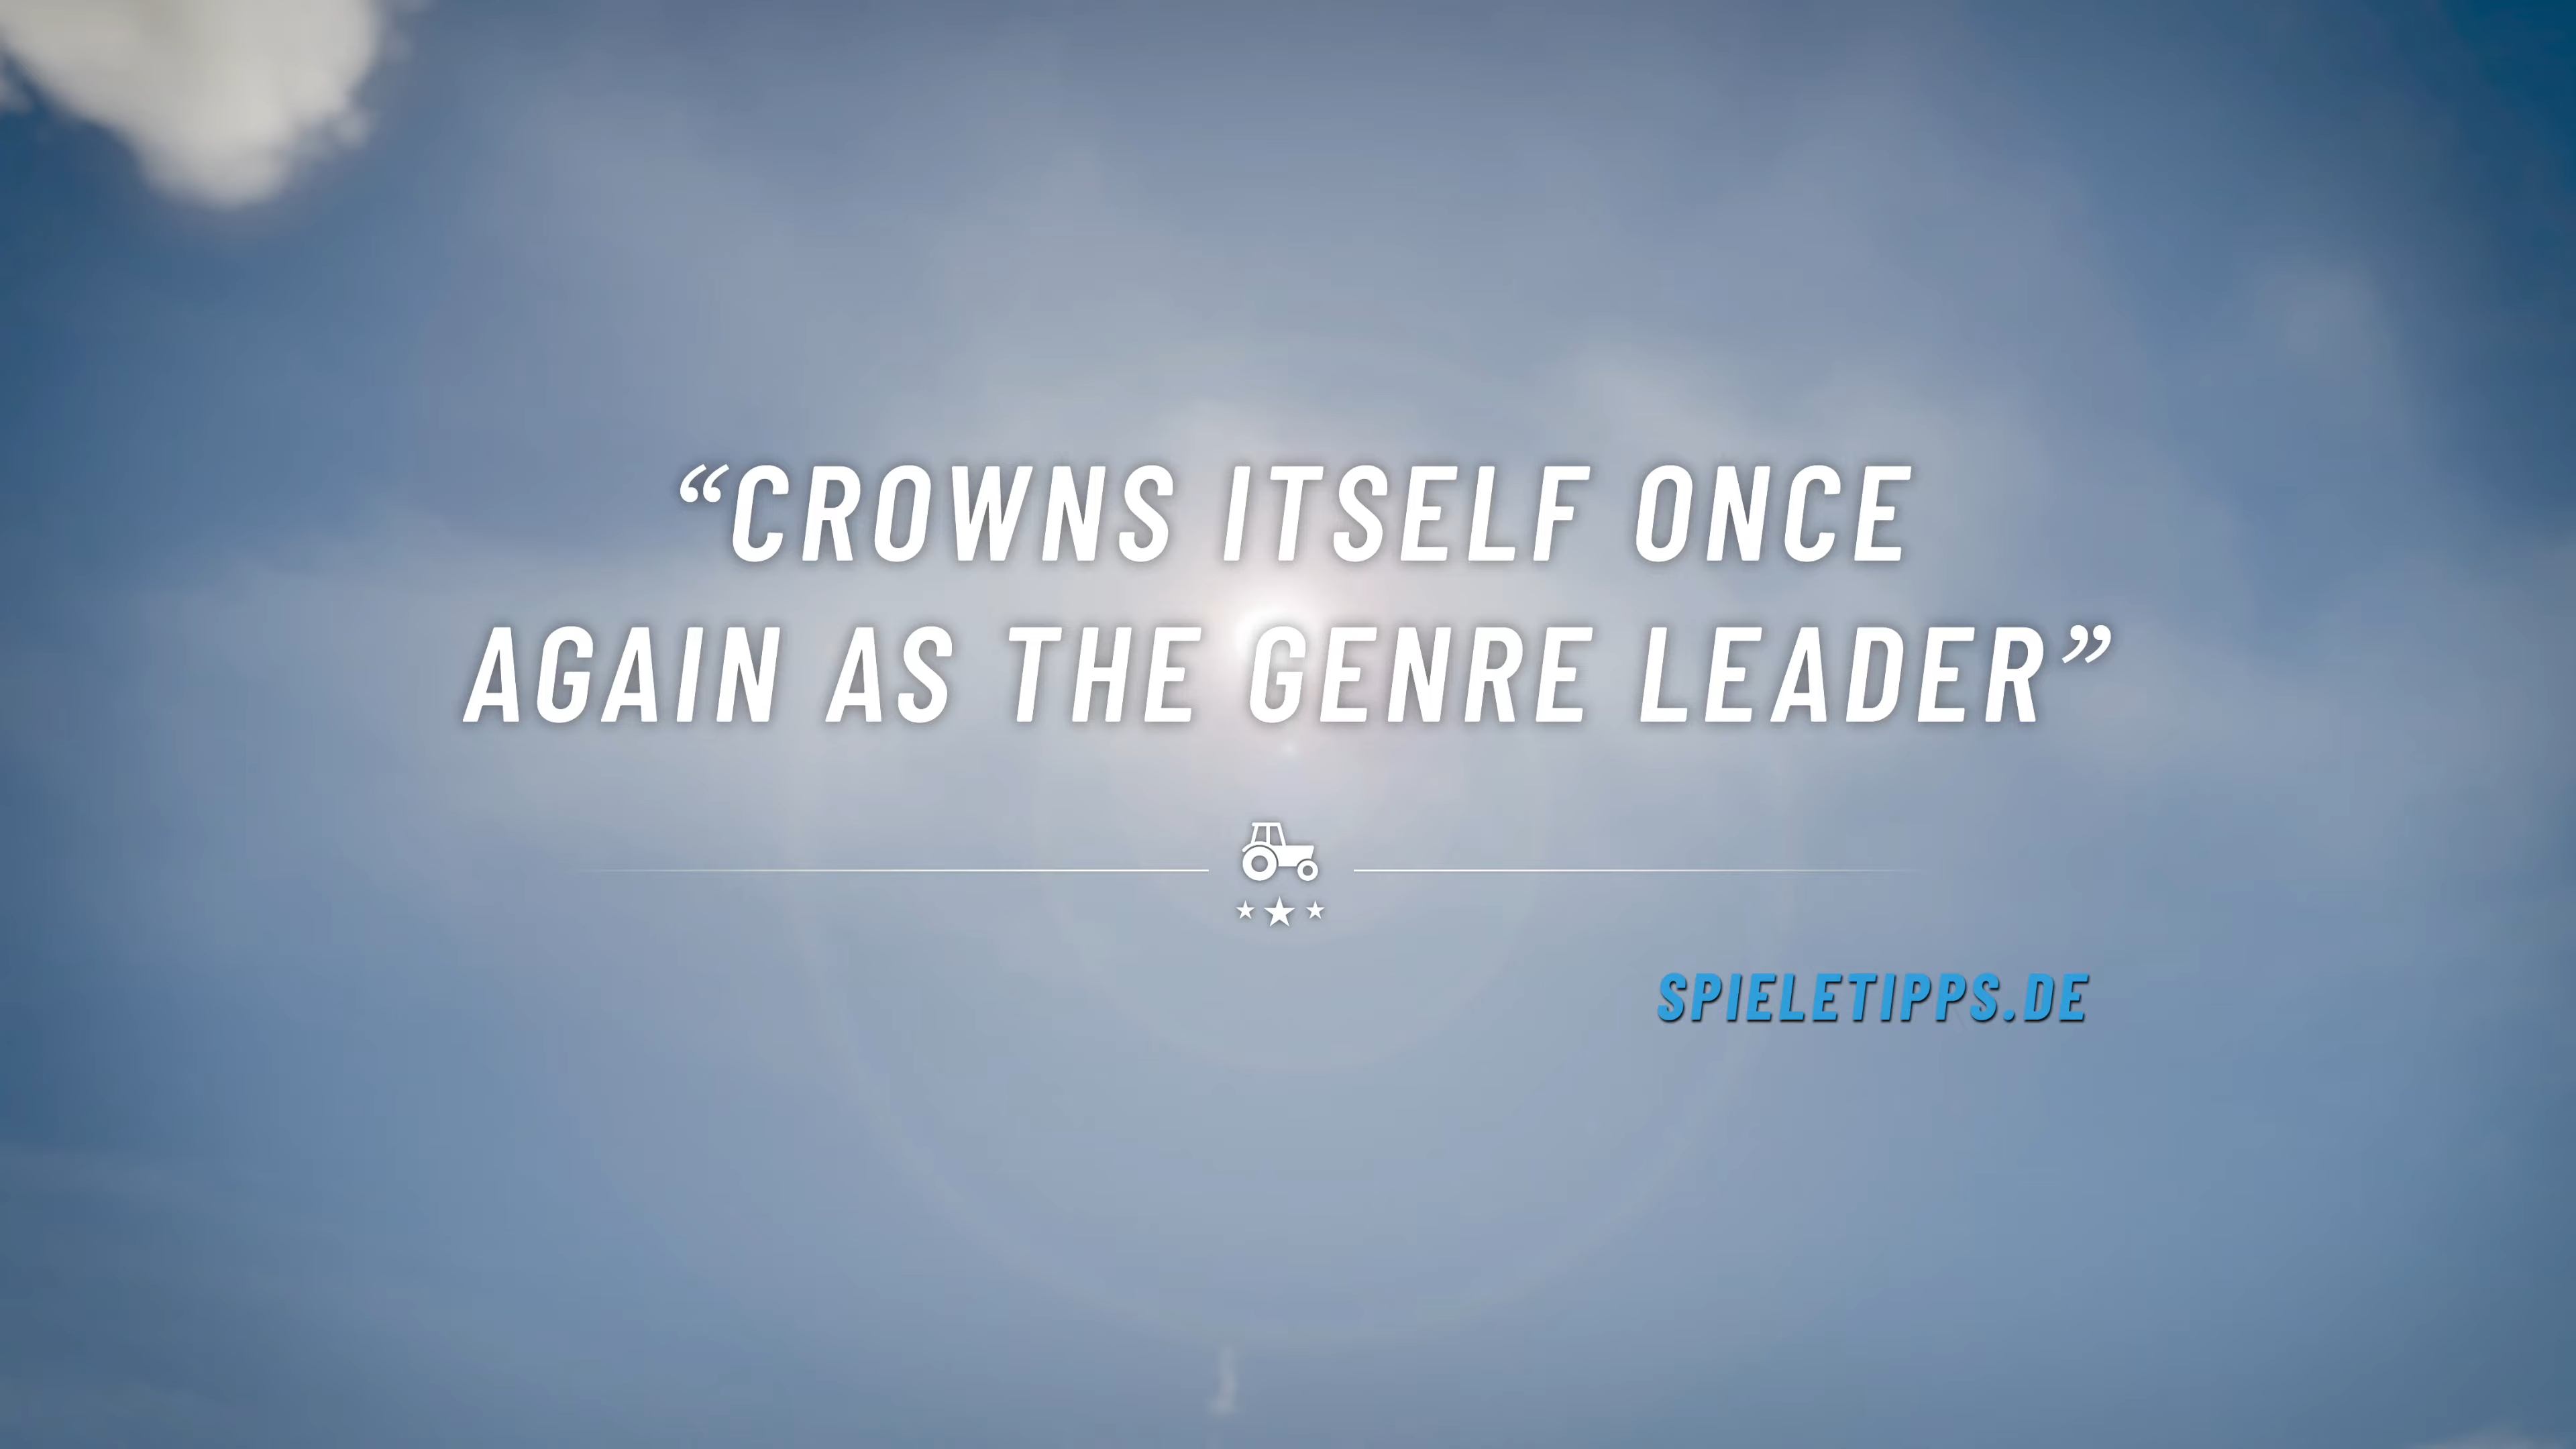 “CROWNS ITSELF ONCE
AGAIN AS THE GENRE LEADER”
SPIELETIPPS.DE